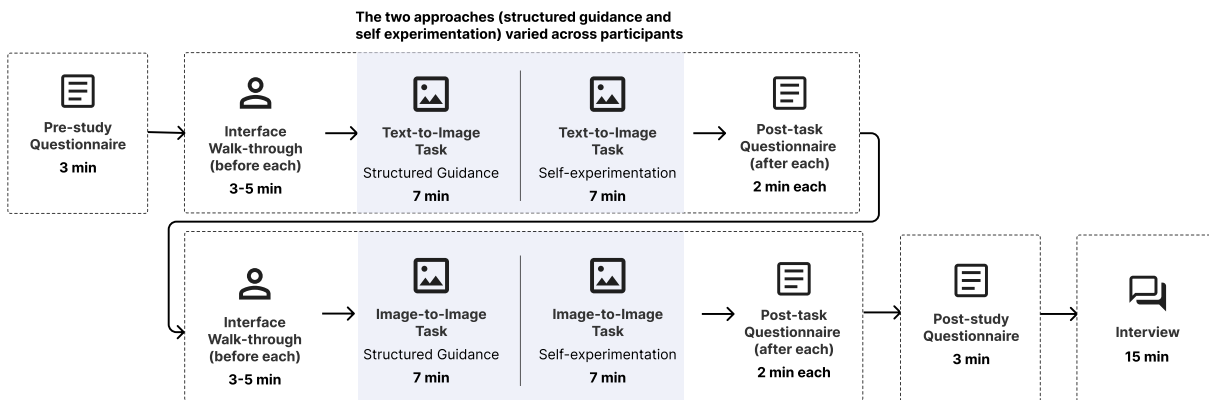 The two approaches (structured guidance and
self experimentation) varied across participants
Pre-study
Questionnaire
3 min
Interface
Walk-through
(before each)
3-5 min
Text-to-Image
Task
Structured Guidance
7 min
Text-to-Image
Task
Self-experimentation
7 min
Post-task
Questionnaire
(after each)
2 min each
Interface
Walk-through
(before each)
3-5 min
Image-to-Image
Task
Structured Guidance
7 min
Image-to-Image
Task
Self-experimentation
7 min
Post-task
Questionnaire
(after each)
2 min each
Post-study
Questionnaire
3 min
Interview
15 min